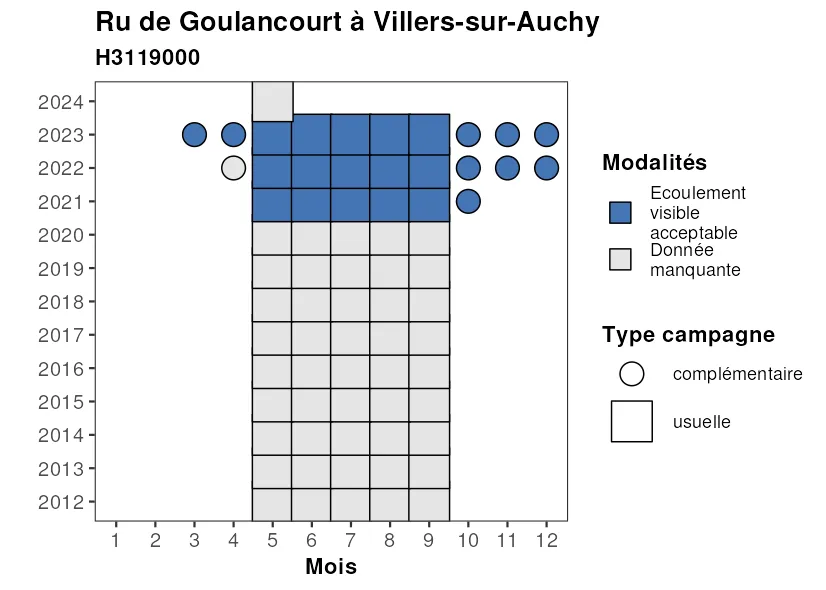 Ru de Goulancourt à Villers-sur-Auchy
H3119000
2024
2023
2022
2021
2020
2019
2018
2017
2016
2015
2014
2013
2012
1 2 3 4 5 6 7 8 9 10 11 12
Mois
Modalités
Ecoulement
visible
acceptable
Donnée
manquante
Type campagne
complémentaire
usuelle